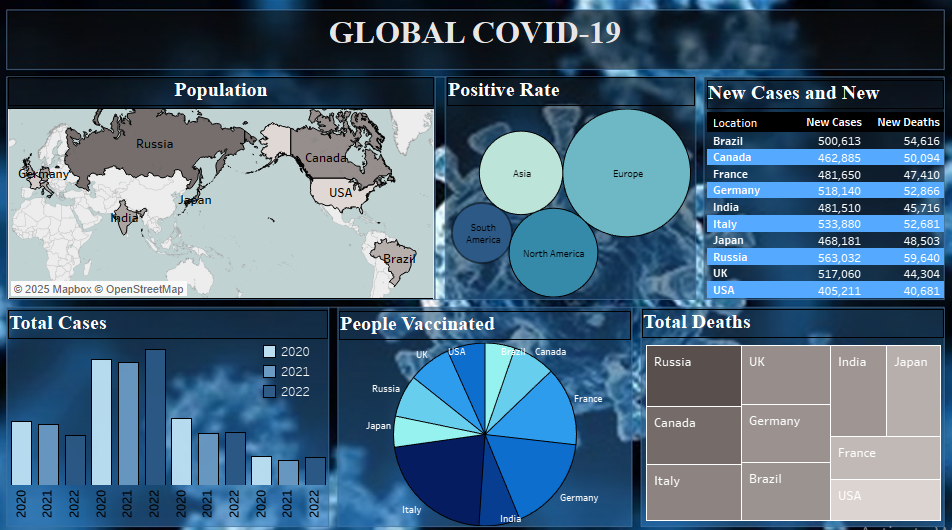 GLOBAL COVID-19
Population
Russia
Canada
Germany
USA
Japan
India
Brazil
© 2025 Mapbox © OpenStreetMap
Positive Rate
Asia
Europe
South
America
North America
New Cases and New
Location New Cases New Deaths
Brazil 500,613 54,616
Canada 462,885 50,094
France 481,650 47,410
Germany 518,140 52,866
India 481,510 45,716
Italy 533,880 52,681
Japan 468,181 48,503
Russia 563,032 59,640
UK 517,060 44,304
USA 405,211 40,681
Total Cases
2020
2021
2022
2020 2021 2022 2020 2021 2022 2020 2021 2022 2020 2021 2022
People Vaccinated
UK USA Brazil Canada
Russia
France
Japan
Germany
Italy
India
Total Deaths
Russia UK India Japan
Canada Germany
France
Italy Brazil
USA